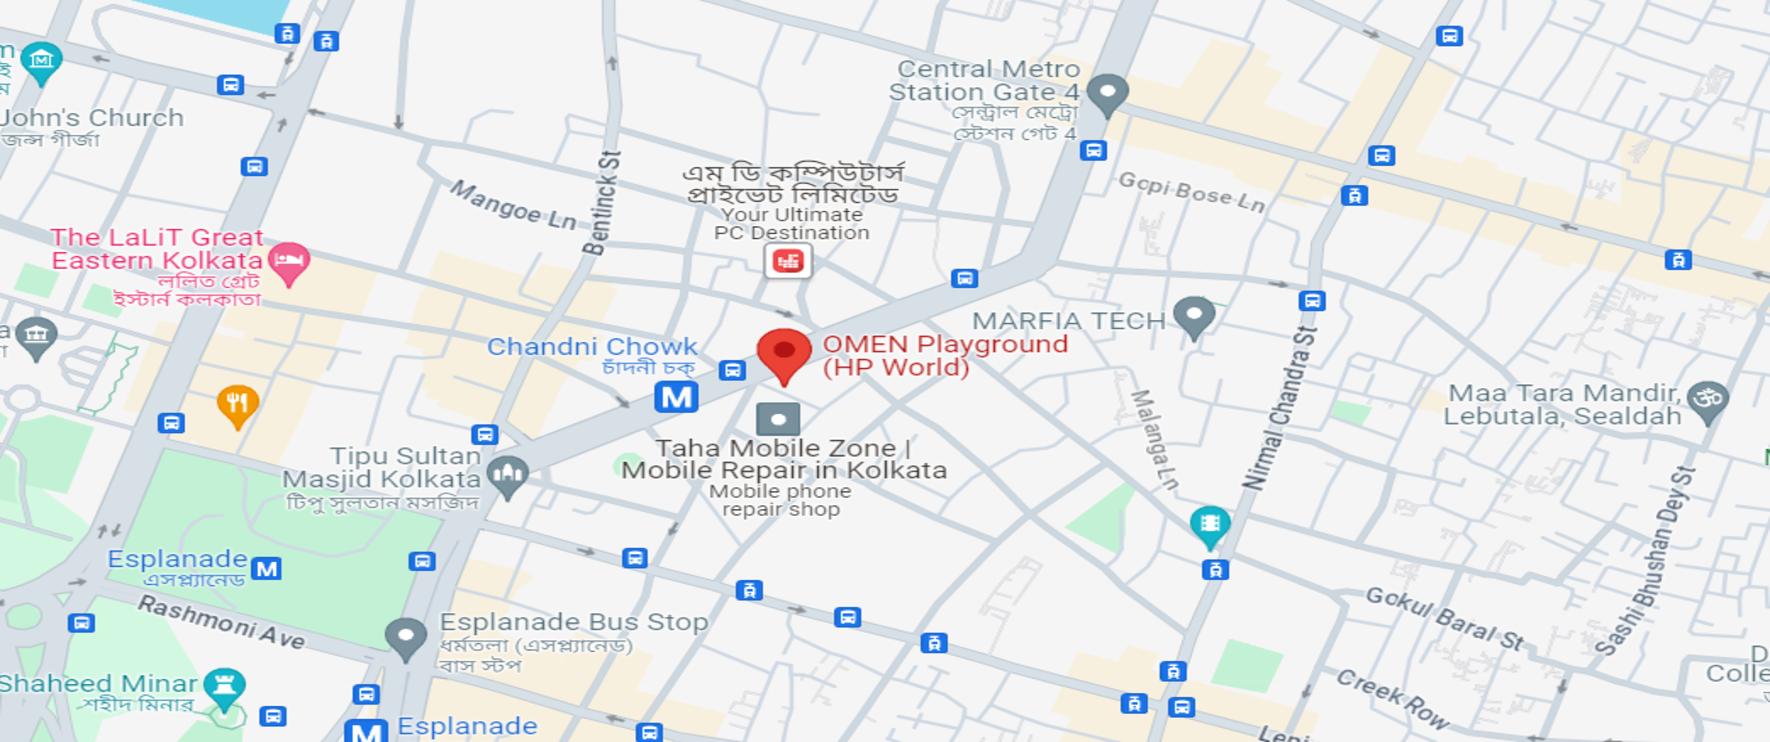 John's Church
জন্স গীর্জা
Central Metro
Station Gate 4
সেন্ট্রাল মেট্রো
স্টেশন গেট 4
Bentinck St
Mangoe Ln
এম ডি কম্পিউটার্স
প্রাইভেট লিমিটেড
Your Ultimate
PC Destination
Gopi Bose Ln
The LaLiT Great
Eastern Kolkata
ললিত গ্রেট
ইস্টার্ন কলকাতা
Chandni Chowk
চাঁদনী চক্
OMEN Playground
(HP World)
MARFIA TECH
Nirmal Chandra St
Malanga Ln
Maa Tara Mandir,
Lebutala, Sealdah
Tipu Sultan
Masjid Kolkata
টিপু সুলতান মসর্জিদ
Taha Mobile Zone |
Mobile Repair in Kolkata
Mobile phone
repair shop
Esplanade
এসপ্ল্যানেড
Rashmoni Ave
Esplanade Bus Stop
ধর্মতলা (এসপ্ল্যানেড)
বাস স্টপ
Gokul Baral St
Sashi Bhushan Dey St
Shaheed Minar
শহীদ মিনার
Creek Row
Esplanade